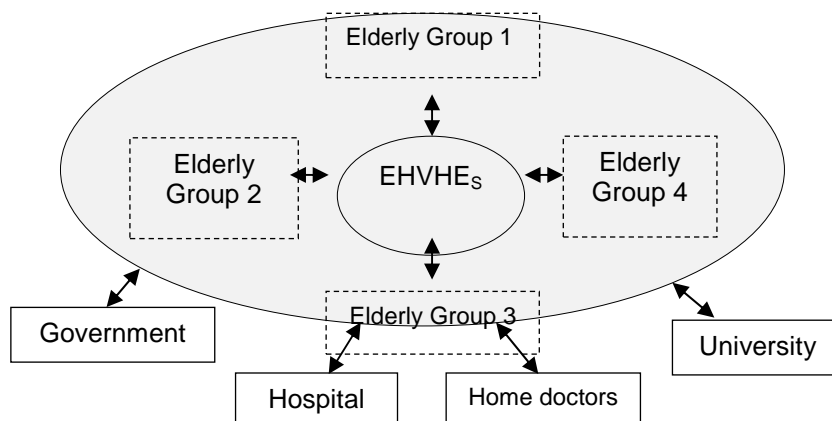 Elderly Group 1
Elderly
Group 2
EHVHES
Elderly
Group 4
Elderly Group 3
Government
University
Hospital
Home doctors